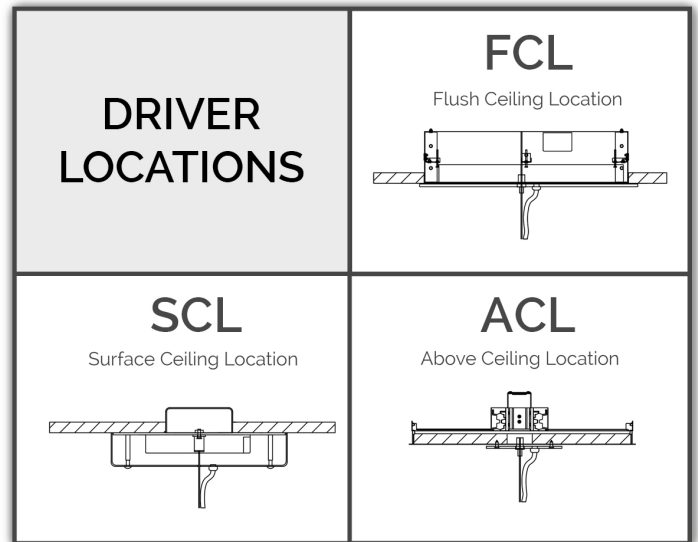 DRIVER
LOCATIONS
FCL
Flush Ceiling Location
SCL
Surface Ceiling Location
ACL
Above Ceiling Location